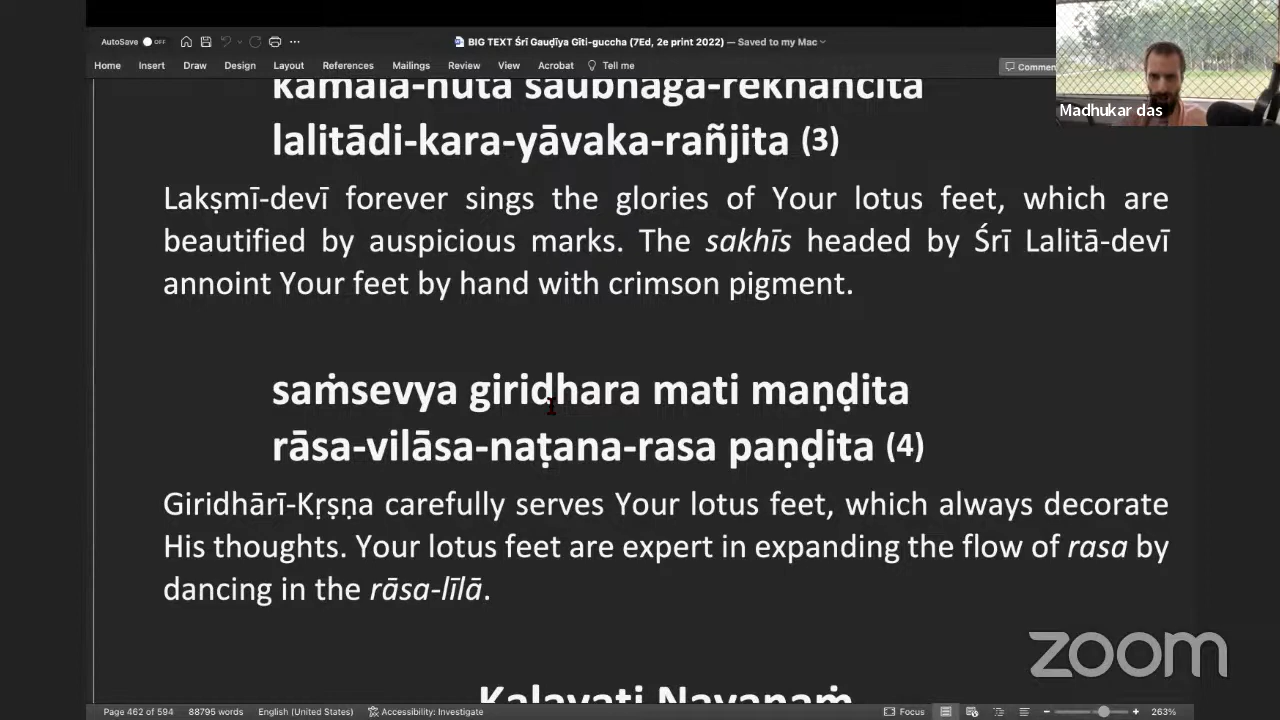 AutoSave OFF
BIG TEXT Śrī Gauḍīya Gīti-guccha (7Ed, 2e print 2022) — Saved to my Mac
Home Insert Draw Design Layout References Mailings Review View Acrobat Tell me
Madhukar das
kamala-nuta saubhaga-rekhāñcita
lalitādi-kara-yāvaka-rañjita (3)
Lakṣmī-devī forever sings the glories of Your lotus feet, which are
beautified by auspicious marks. The sakhīs headed by Śrī Lalitā-devī
annoint Your feet by hand with crimson pigment.
saṁsevya giridhara mati maṇḍita
rāsa-vilāsa-naṭana-rasa paṇḍita (4)
Giridhārī-Kṛṣṇa carefully serves Your lotus feet, which always decorate
His thoughts. Your lotus feet are expert in expanding the flow of rasa by
dancing in the rāsa-līlā.
zoom
Page 462 of 594 88795 words English (United States) Accessibility: Investigate Focus 263%